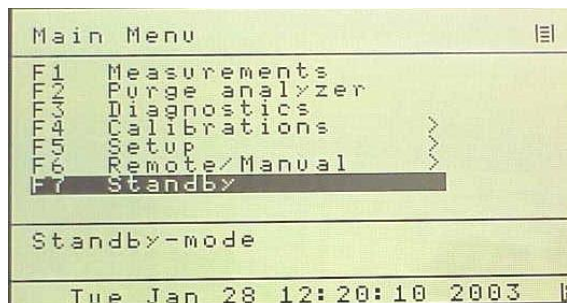 Main Menu
F1 Measurements
F2 Purge analyzer
F3 Diagnostics
F4 Calibrations >
F5 Setup >
F6 Remote/Manual >
F7 Standby
Standby-mode
Tue Jan 28 12:20:10 2003